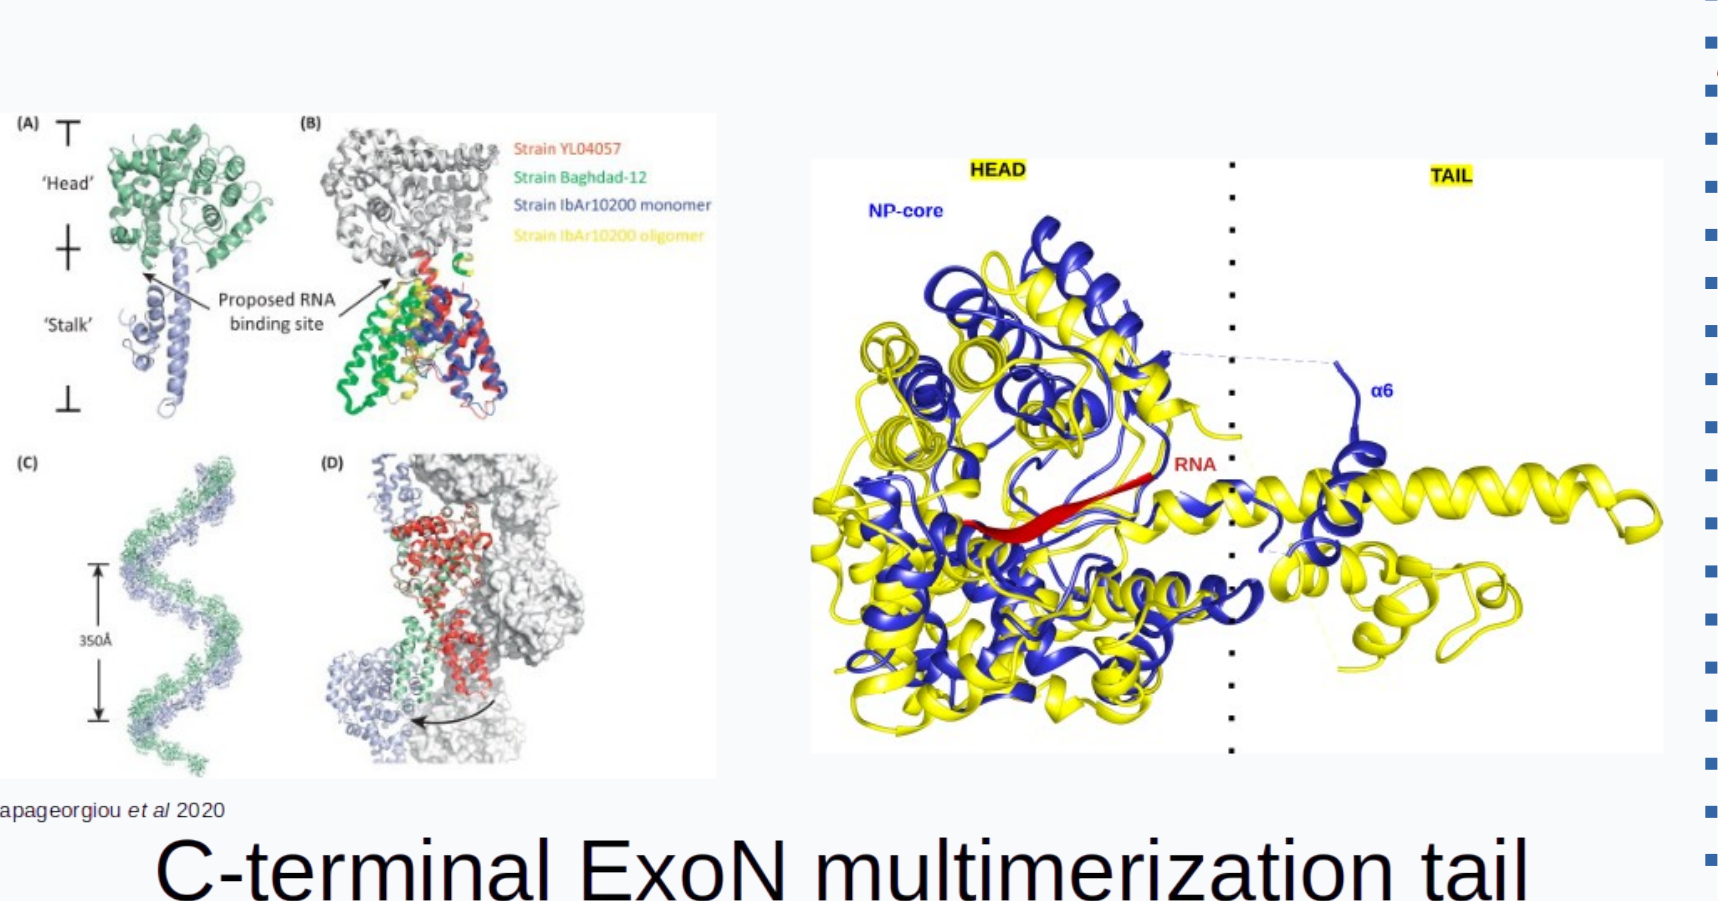 (A)
'Head'
'Stalk'
(B)
Strain YL04057
Strain Baghdad-12
Strain IbAr10200 monomer
Strain IbAr10200 oligomer
Proposed RNA
binding site
(C)
350Å
(D)
HEAD
TAIL
NP-core
α6
RNA
apageorgiou et al 2020
C-terminal ExoN multimerization tail